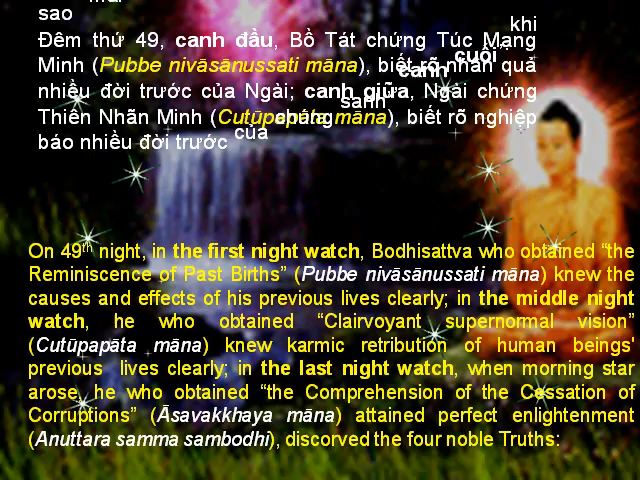 sao
khi
Đêm thứ 49, canh đầu, Bồ Tát chứng Túc Mạng
cuối
Minh (Pubbe nivāsānussati māna), biết rõ nhân quả
canh
nhiều đời trước của Ngài; canh giữa, Ngài chứng
sanh
Thiên Nhãn Minh (Cutūpapāta māna), biết rõ nghiệp
chúng
của
báo nhiều đời trước
On 49th night, in the first night watch, Bodhisattva who obtained “the
Reminiscence of Past Births” (Pubbe nivāsānussati māna) knew the
causes and effects of his previous lives clearly; in the middle night
watch, he who obtained “Clairvoyant supernormal vision”
(Cutūpapāta māna) knew karmic retribution of human beings'
previous lives clearly; in the last night watch, when morning star
arose, he who obtained “the Comprehension of the Cessation of
Corruptions” (Āsavakkhaya māna) attained perfect enlightenment
(Anuttara samma sambodhi), discorved the four noble Truths: